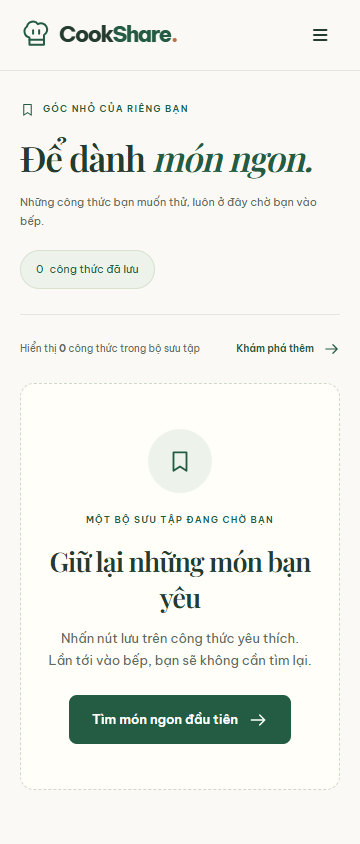 CookShare.
GÓC NHỎ CỦA RIÊNG BẠN
Để dành món ngon.
Những công thức bạn muốn thử, luôn ở đây chờ bạn vào
bếp.
0 công thức đã lưu
Hiển thị 0 công thức trong bộ sưu tập
Khám phá thêm
MỘT BỘ SƯU TẬP ĐANG CHỜ BẠN
Giữ lại những món bạn
yêu
Nhấn nút lưu trên công thức yêu thích.
Lần tới vào bếp, bạn sẽ không cần tìm lại.
Tìm món ngon đầu tiên